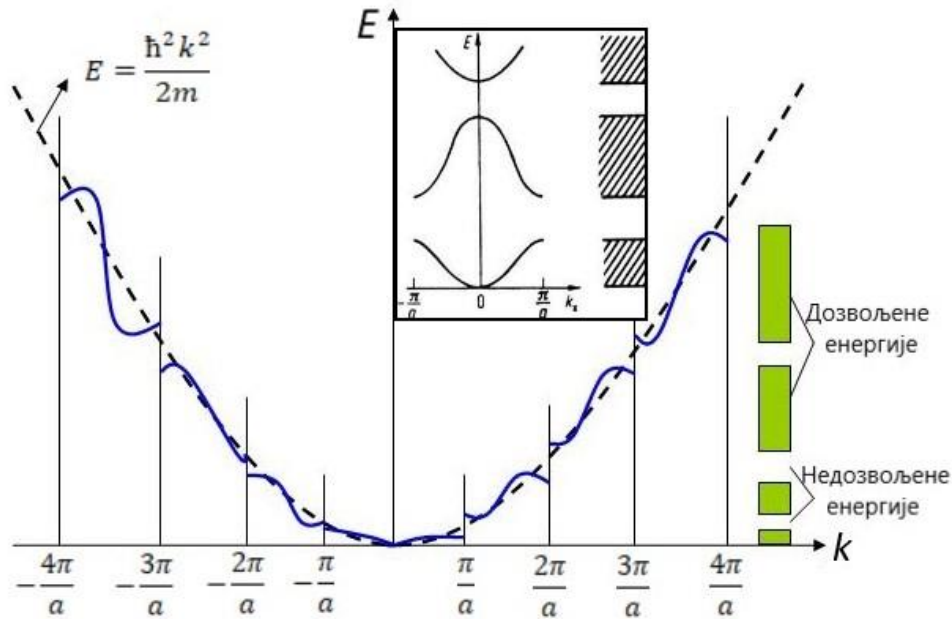 E = ħ²k²/2m
E
E
-π/a
0
π/a
kₓ
Дозвољене
енергије
Недозвољене
енергије
k
-4π/a
-3π/a
-2π/a
-π/a
π/a
2π/a
3π/a
4π/a